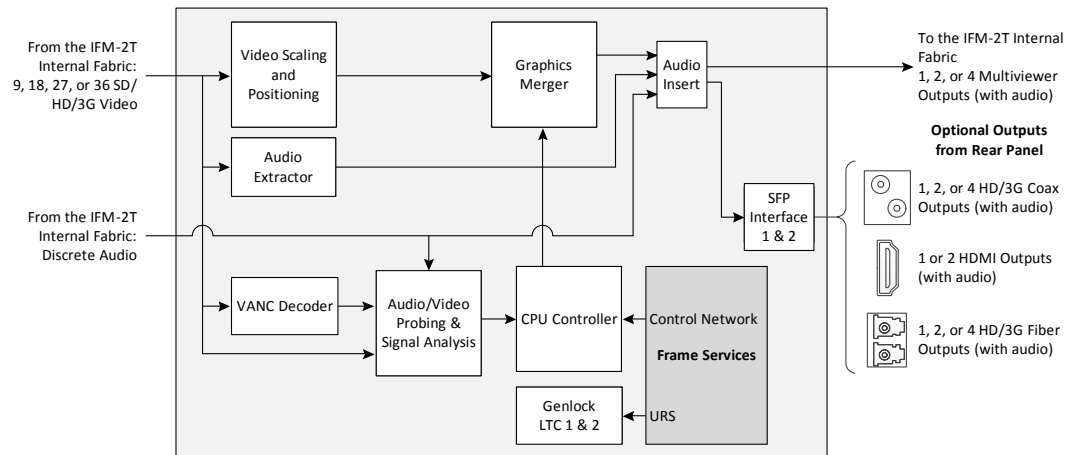 From the IFM-2T
Internal Fabric:
9, 18, 27, or 36 SD/
HD/3G Video
Video Scaling
and
Positioning
Graphics
Merger
Audio
Insert
To the IFM-2T Internal
Fabric
1, 2, or 4 Multiviewer
Outputs (with audio)
Optional Outputs
from Rear Panel
Audio
Extractor
SFP
Interface
1 & 2
1, 2, or 4 HD/3G Coax
Outputs (with audio)
From the IFM-2T
Internal Fabric:
Discrete Audio
1 or 2 HDMI Outputs
(with audio)
VANC Decoder
Audio/Video
Probing &
Signal Analysis
CPU Controller
Control Network
Frame Services
1, 2, or 4 HD/3G Fiber
Outputs (with audio)
Genlock
LTC 1 & 2
URS